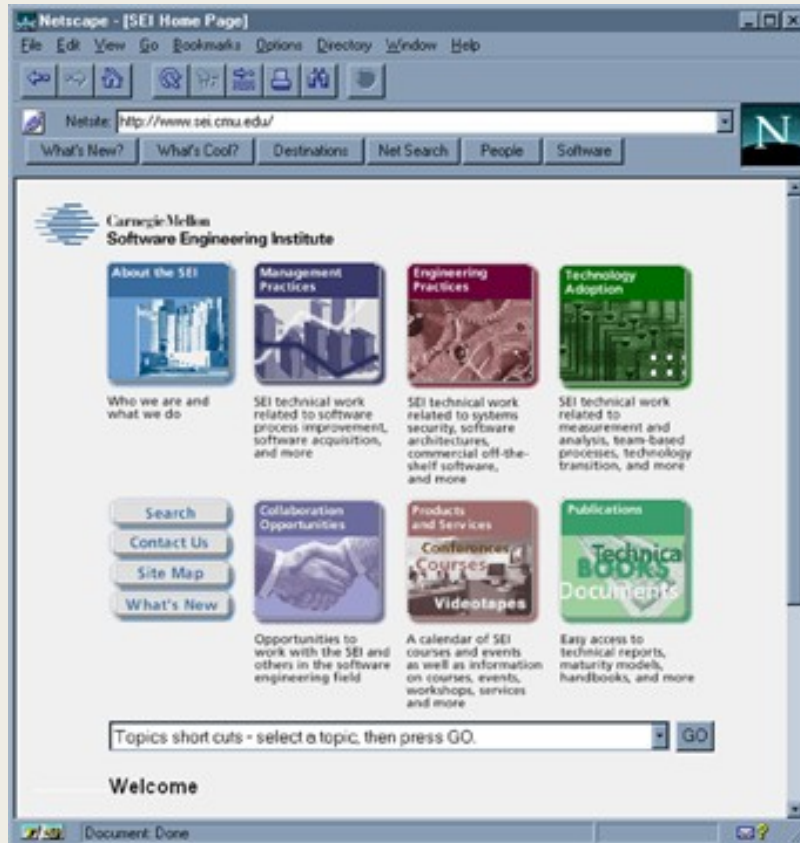 Netscape - [SEI Home Page]
File Edit View Go Bookmarks Options Directory Window Help
Netsite: http://www.sei.cmu.edu/
N
What's New? What's Cool? Destinations Net Search People Software
Carnegie Mellon
Software Engineering Institute
About the SEI
Who we are and
what we do
Management
Practices
SEI technical work
related to software
process improvement,
software acquisition,
and more
Engineering
Practices
SEI technical work
related to systems
security, software
architectures,
commercial off-the-
shelf software,
and more
Technology
Adoption
SEI technical work
related to
measurement and
analysis, team-based
processes, technology
transition, and more
Search
Contact Us
Site Map
What's New
Collaboration
Opportunities
Opportunities to
work with the SEI and
others in the software
engineering field
Products
and Services
Conferences
Courses
Videotapes
A calendar of SEI
courses and events
as well as information
on courses, events,
workshops, services
and more
Publications
Technica
BOOKS
Documents
Easy access to
technical reports,
maturity models,
handbooks, and more
Topics short cuts - select a topic, then press GO. GO
Welcome
Document: Done